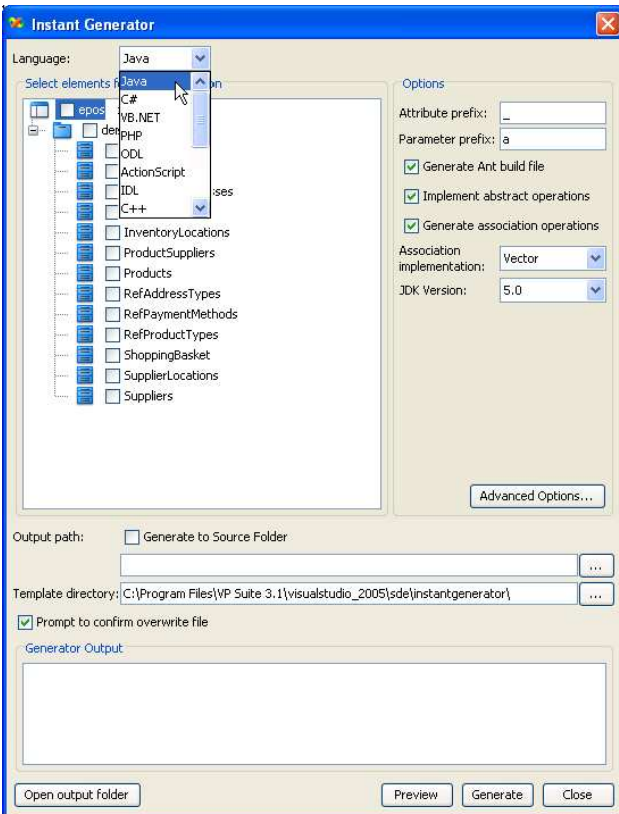 Instant Generator
Language: Java
Select elements f on
Java
C#
VB.NET
PHP
ODL
ActionScript
IDL
C++
epos
de
sses
InventoryLocations
ProductSuppliers
Products
RefAddressTypes
RefPaymentMethods
RefProductTypes
ShoppingBasket
SupplierLocations
Suppliers
Options
Attribute prefix: _
Parameter prefix: a
Generate Ant build file
Implement abstract operations
Generate association operations
Association implementation: Vector
JDK Version: 5.0
Advanced Options...
Output path: Generate to Source Folder
...
Template directory: C:\Program Files\VP Suite 3.1\visualstudio_2005\sde\instantgenerator\ ...
Prompt to confirm overwrite file
Generator Output
Open output folder Preview Generate Close